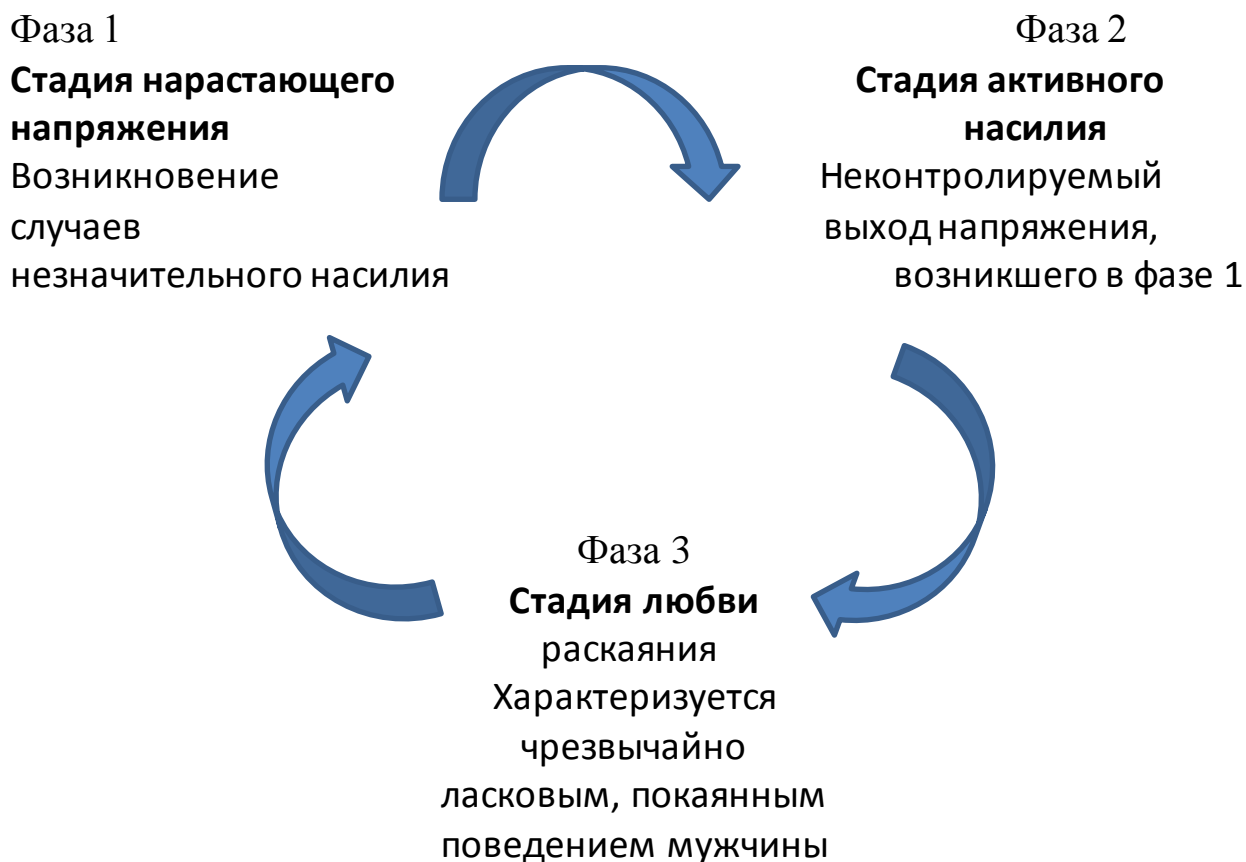 Фаза 1
Стадия нарастающего
напряжения
Возникновение
случаев
незначительного насилия
Фаза 2
Стадия активного
насилия
Неконтролируемый
выход напряжения,
возникшего в фазе 1
Фаза 3
Стадия любви
раскаяния
Характеризуется
чрезвычайно
ласковым, покаянным
поведением мужчины